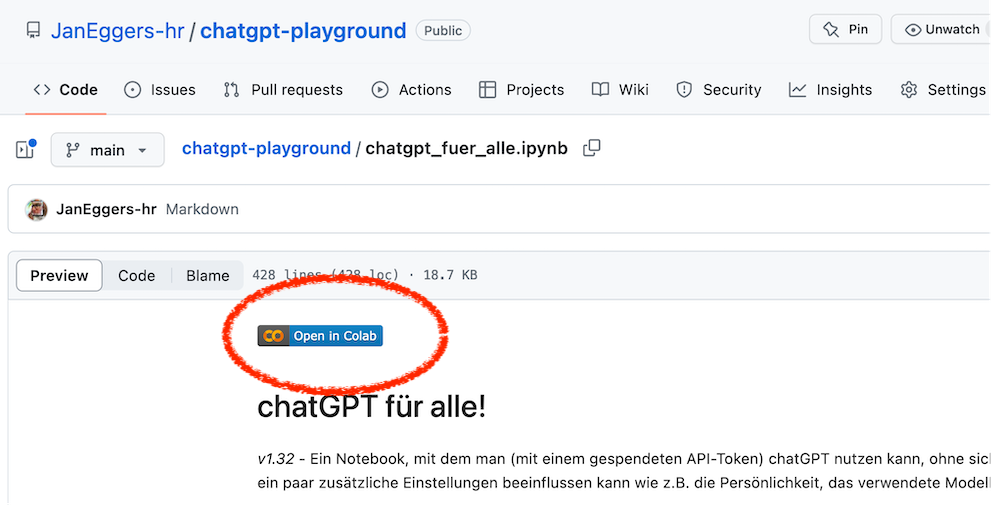 JanEggers-hr / chatgpt-playground Public Pin Unwatch
Code Issues Pull requests Actions Projects Wiki Security Insights Settings
main chatgpt-playground / chatgpt_fuer_alle.ipynb
JanEggers-hr Markdown
Preview Code Blame 428 lines (428 loc) · 18.7 KB
CO Open in Colab
chatGPT für alle!
v1.32 - Ein Notebook, mit dem man (mit einem gespendeten API-Token) chatGPT nutzen kann, ohne sic
ein paar zusätzliche Einstellungen beeinflussen kann wie z.B. die Persönlichkeit, das verwendete Modell